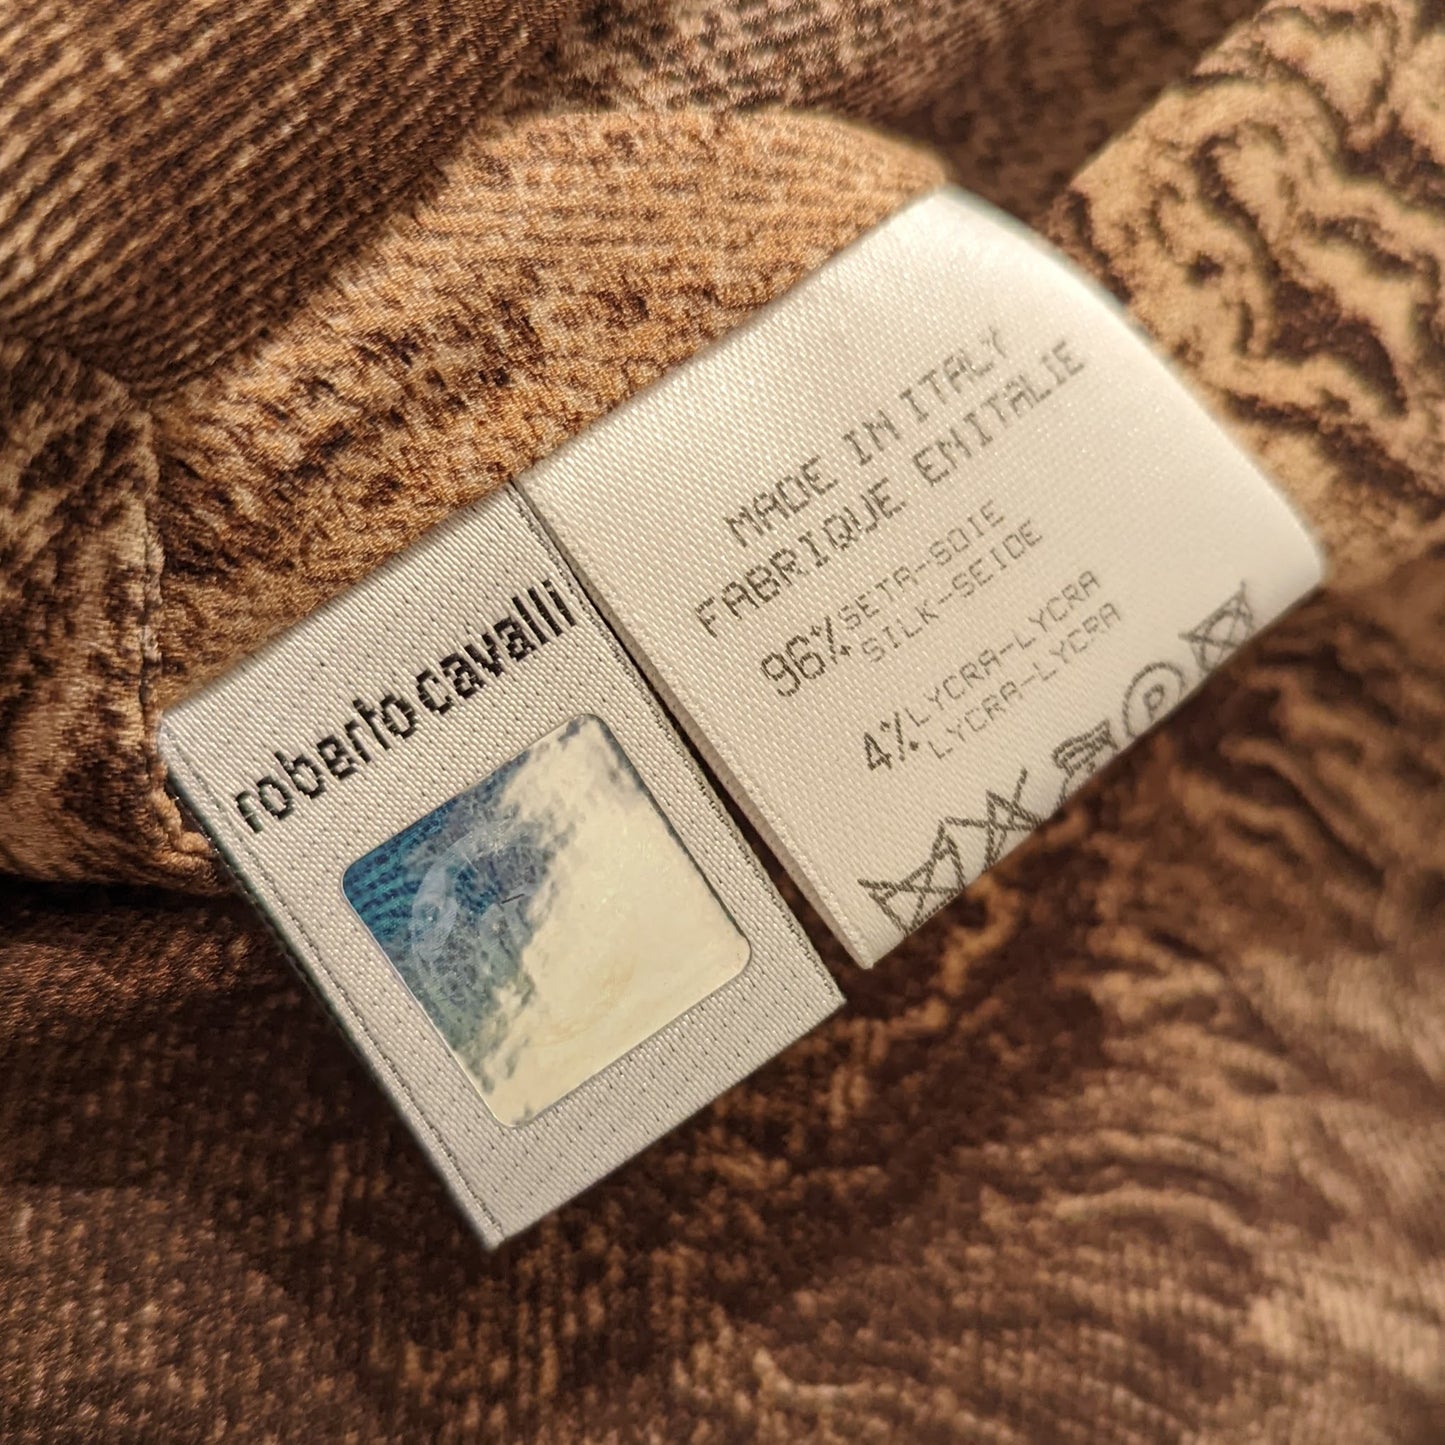 roberto cavalli
MADE IN ITALY
FABRIQUE EN ITALIE
96% SETA-SOIE
SILK-SEIDE
4% LYCRA-LYCRA
LYCRA-LYCRA
P